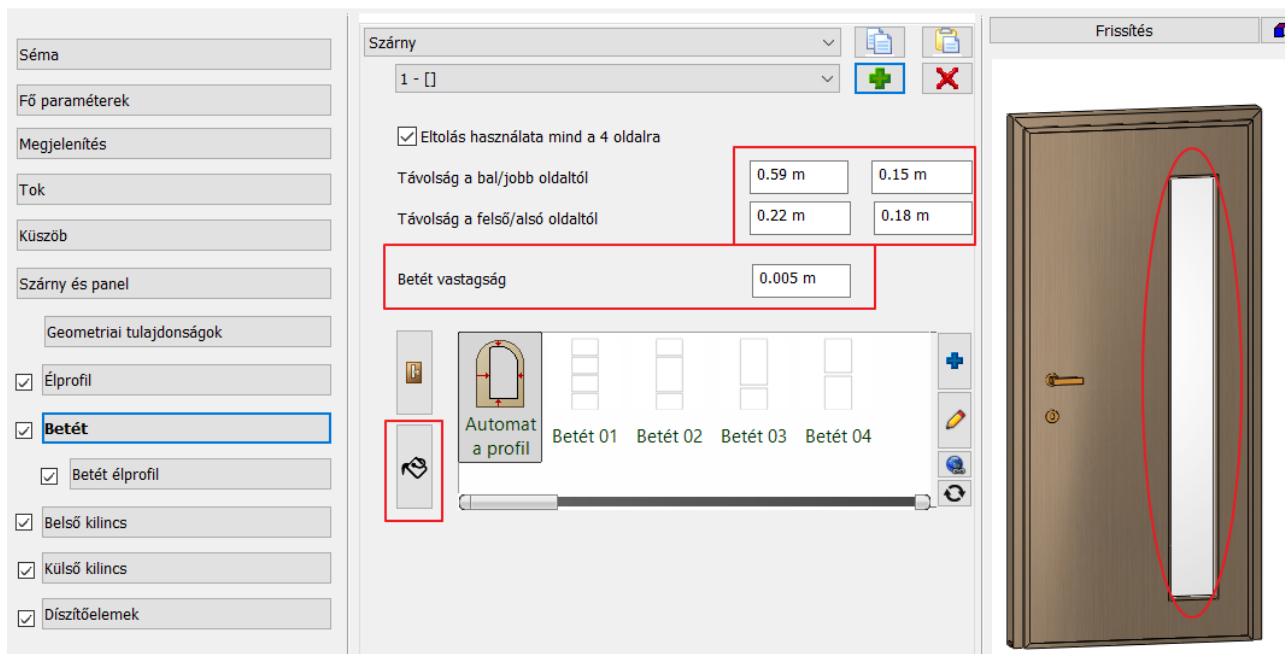 Séma
Fő paraméterek
Megjelenítés
Tok
Küszöb
Szárny és panel
Geometriai tulajdonságok
Élprofil
Betét
Betét élprofil
Belső kilincs
Külső kilincs
Díszítőelemek
Szárny
1 - []
Eltolás használata mind a 4 oldalra
Távolság a bal/jobb oldaltól 0.59 m 0.15 m
Távolság a felső/alsó oldaltól 0.22 m 0.18 m
Betét vastagság 0.005 m
Automat
a profil
Betét 01 Betét 02 Betét 03 Betét 04
Frissítés